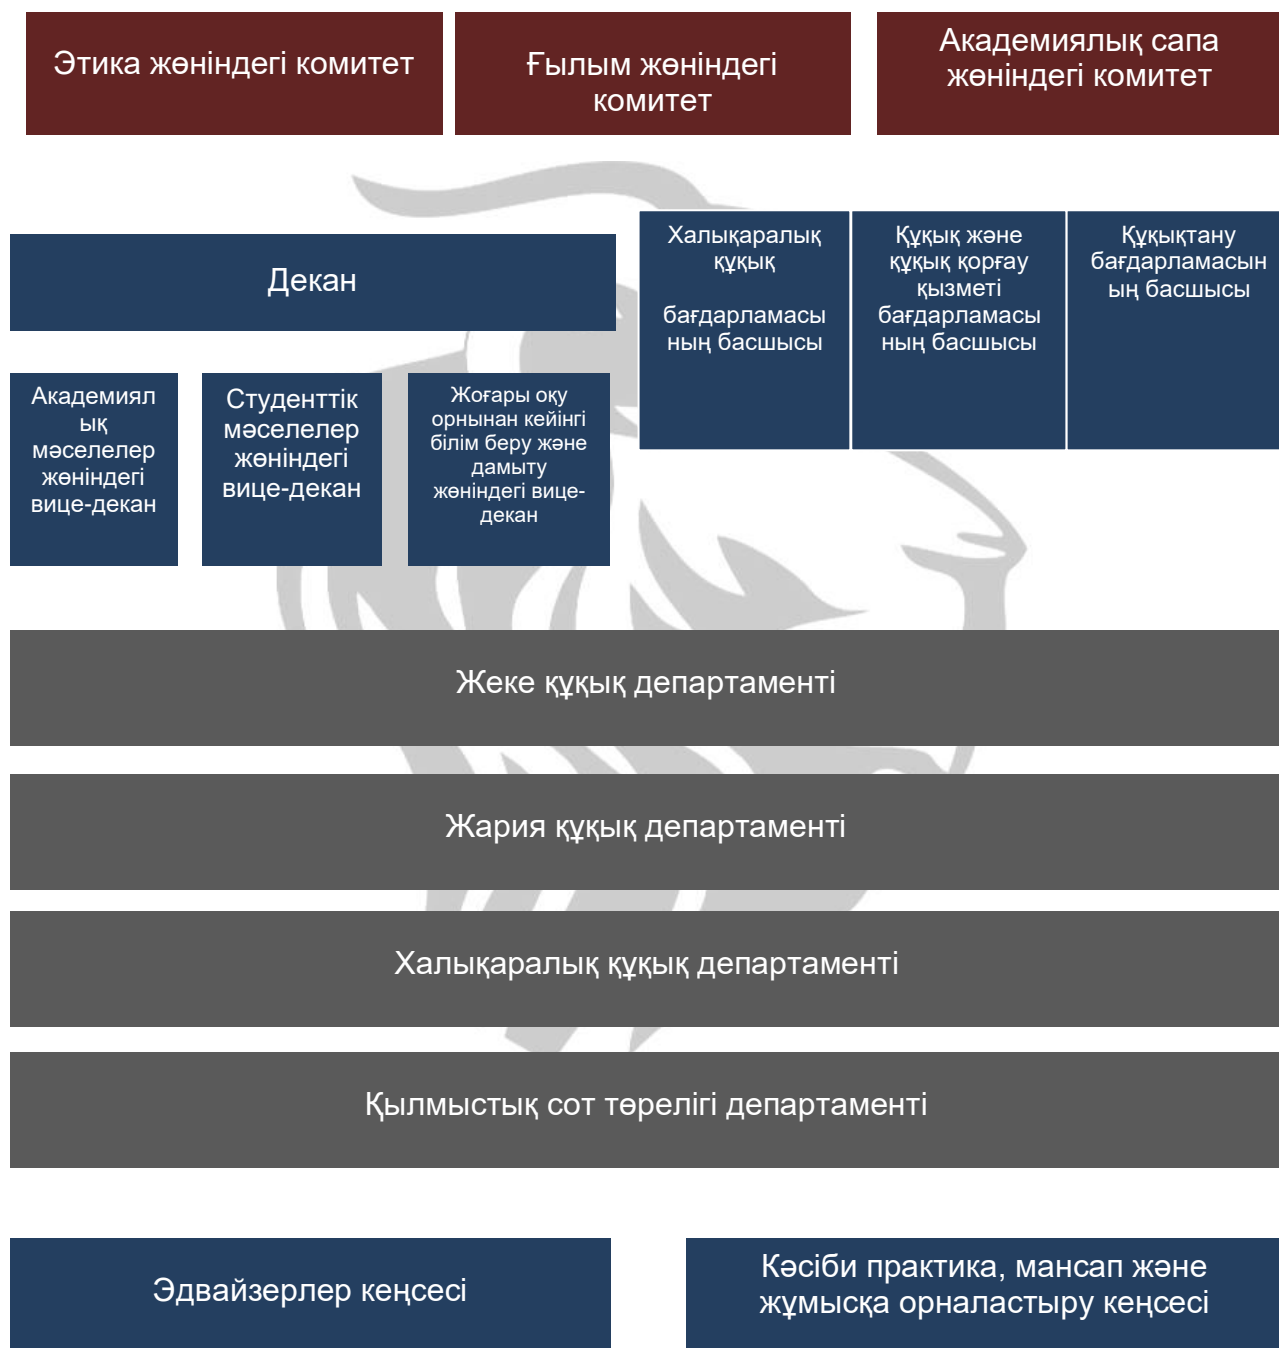 Этика жөніндегі комитет
Ғылым жөніндегі
комитет
Академиялық сапа
жөніндегі комитет
Декан
Халықаралық
құқық
бағдарламасы
ның басшысы
Құқық және
құқық қорғау
қызметі
бағдарламасы
ның басшысы
Құқықтану
бағдарламасын
ың басшысы
Академиял
ық
мәселелер
жөніндегі
вице-декан
Студенттік
мәселелер
жөніндегі
вице-декан
Жоғары оқу
орнынан кейінгі
білім беру және
дамыту
жөніндегі вице-
декан
Жеке құқық департаменті
Жария құқық департаменті
Халықаралық құқық департаменті
Қылмыстық сот төрелігі департаменті
Эдвайзерлер кеңсесі
Кәсіби практика, мансап және
жұмысқа орналастыру кеңсесі